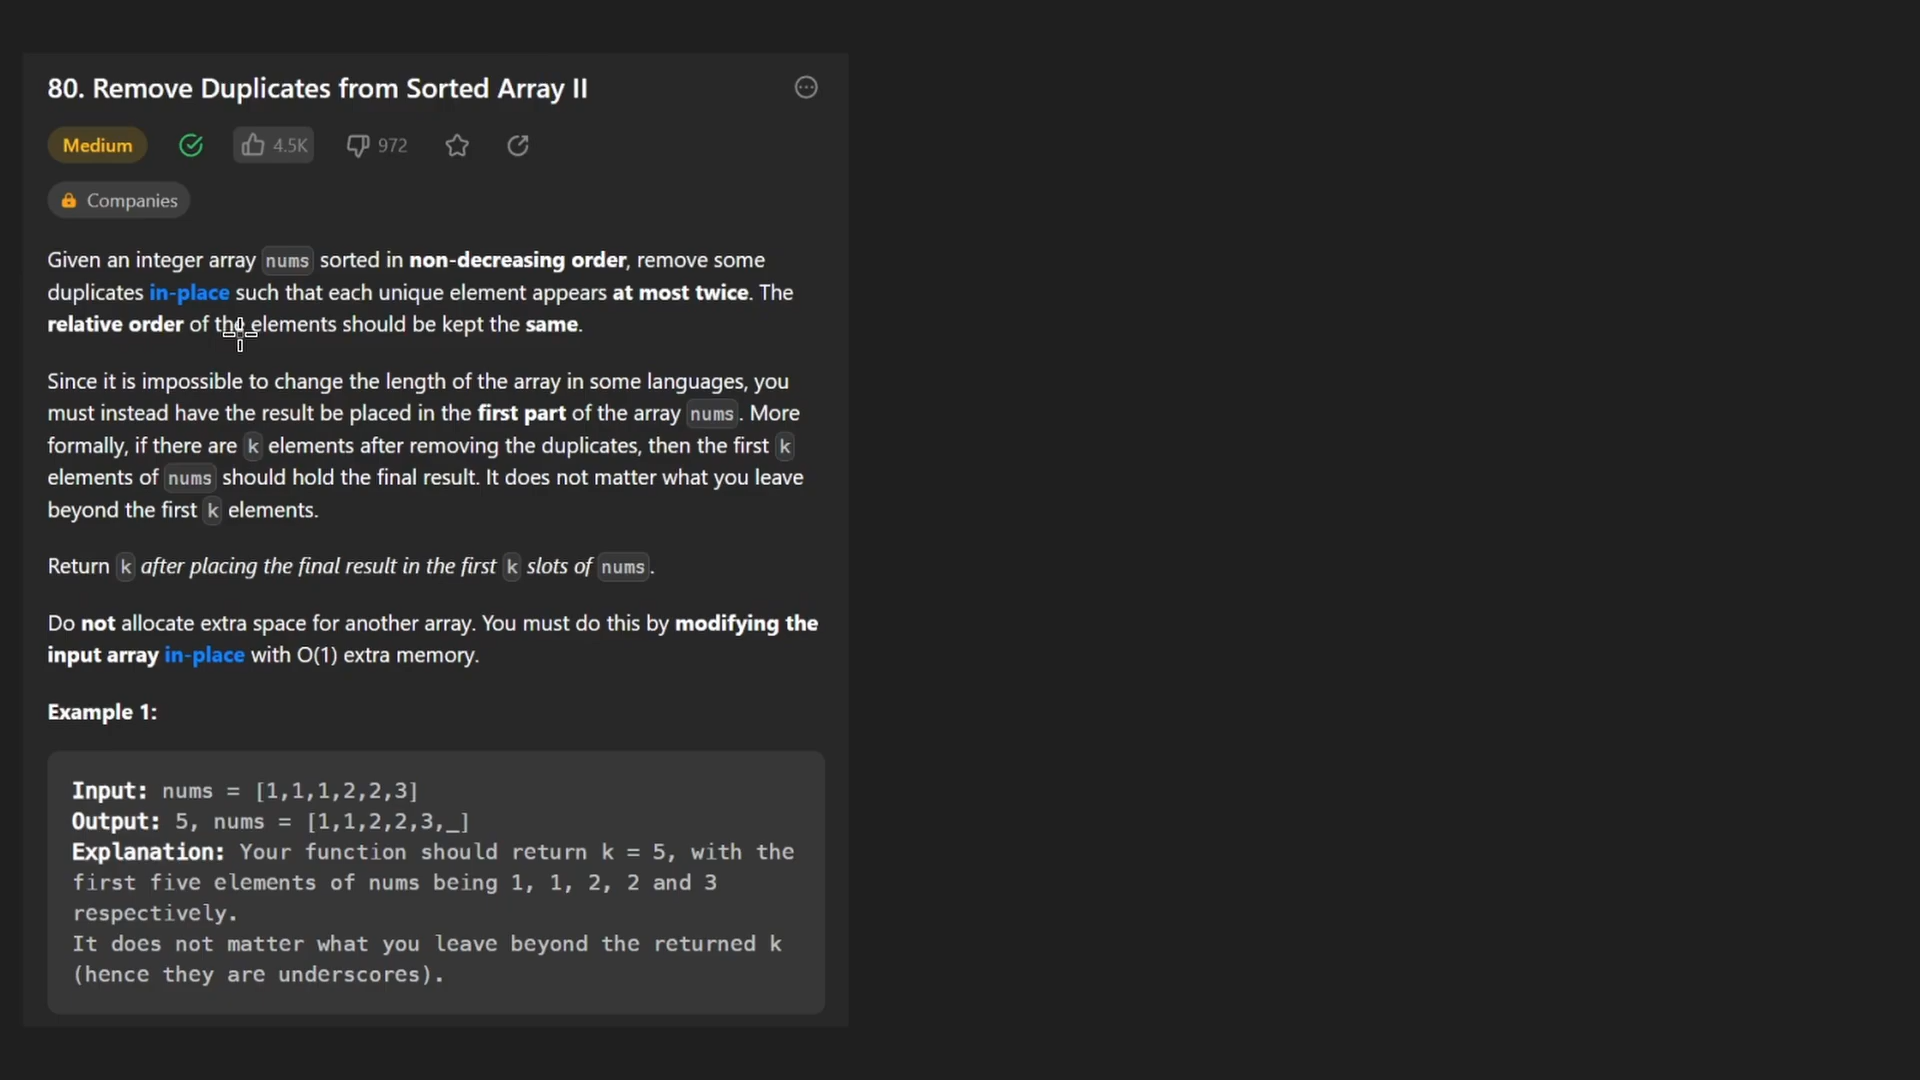 80. Remove Duplicates from Sorted Array II
Medium 4.5K 972
Companies
Given an integer array nums sorted in non-decreasing order, remove some
duplicates in-place such that each unique element appears at most twice. The
relative order of the elements should be kept the same.
Since it is impossible to change the length of the array in some languages, you
must instead have the result be placed in the first part of the array nums. More
formally, if there are k elements after removing the duplicates, then the first k
elements of nums should hold the final result. It does not matter what you leave
beyond the first k elements.
Return k after placing the final result in the first k slots of nums.
Do not allocate extra space for another array. You must do this by modifying the
input array in-place with O(1) extra memory.
Example 1:
Input: nums = [1,1,1,2,2,3]
Output: 5, nums = [1,1,2,2,3,_]
Explanation: Your function should return k = 5, with the
first five elements of nums being 1, 1, 2, 2 and 3
respectively.
It does not matter what you leave beyond the returned k
(hence they are underscores).